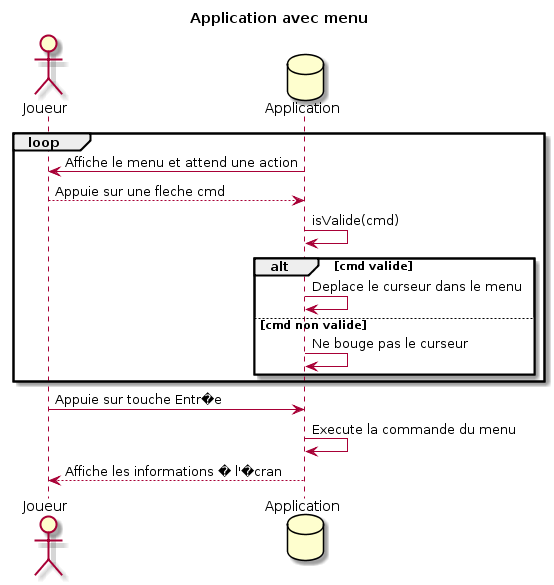 Application avec menu
Joueur
Application
loop
Affiche le menu et attend une action
Appuie sur une fleche cmd
isValide(cmd)
alt [cmd valide]
Deplace le curseur dans le menu
[cmd non valide]
Ne bouge pas le curseur
Appuie sur touche Entr�e
Execute la commande du menu
Affiche les informations � l'�cran
Joueur
Application